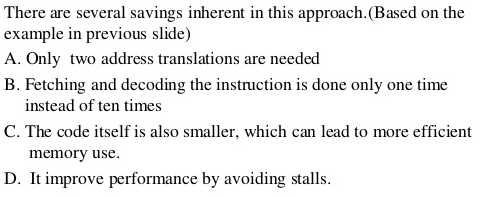 There are several savings inherent in this approach.(Based on the
example in previous slide)
A. Only  two address translations are needed
B. Fetching and decoding the instruction is done only one time
instead of ten times
C. The code itself is also smaller, which can lead to more efficient
memory use.
D.  It improve performance by avoiding stalls.